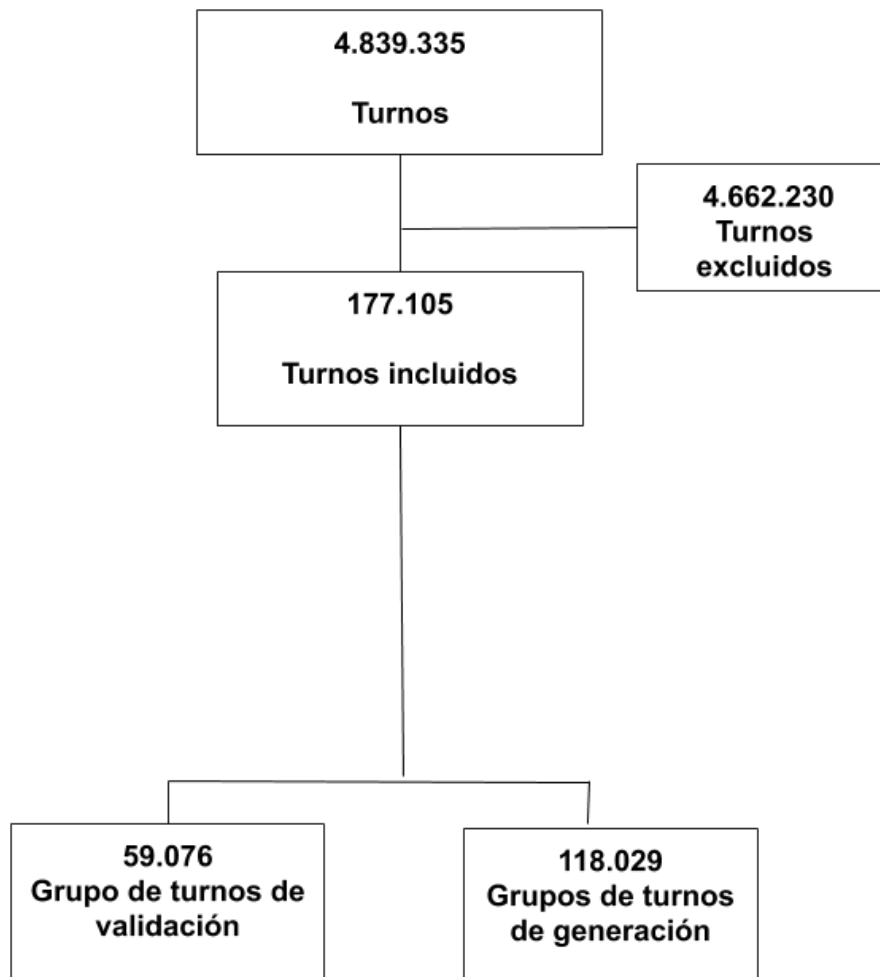 4.839.335
Turnos
4.662.230
Turnos
excluidos
177.105
Turnos incluidos
59.076
Grupo de turnos de
validación
118.029
Grupos de turnos
de generación